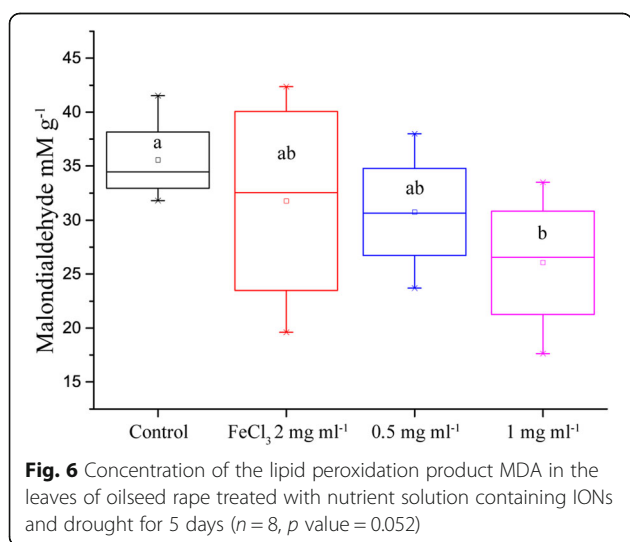 45
40
35
30
25
20
15
Malondialdehyde mM g⁻¹
a
ab
ab
b
Control
FeCl₃ 2 mg ml⁻¹
0.5 mg ml⁻¹
1 mg ml⁻¹
Fig. 6 Concentration of the lipid peroxidation product MDA in the
leaves of oilseed rape treated with nutrient solution containing IONs
and drought for 5 days (n = 8, p value = 0.052)